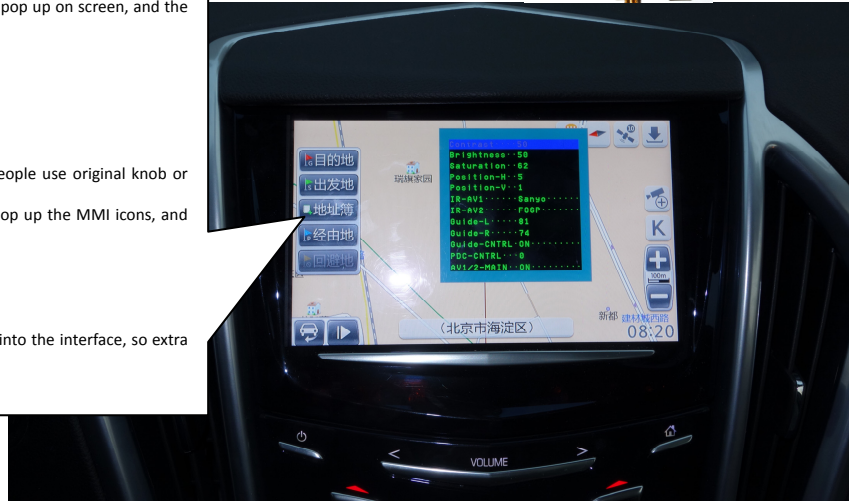 pop up on screen, and the
eople use original knob or
op up the MMI icons, and
into the interface, so extra
目的地
出发地
地址簿
经由地
回避地
瑞旗家园
Contrast··50
Brightness··50
Saturation··62
Position-H··5
Position-V··1
IR-AV1····Sanyo······
IR-AV2····FOGP······
Guide-L·····81
Guide-R·····74
Guide-CNTRL·ON·········
PDC-CNTRL···0
AV1/2-MAIN··ON·········
K
100m
新都
建材城西路
(北京市海淀区)
08:20
< VOLUME >